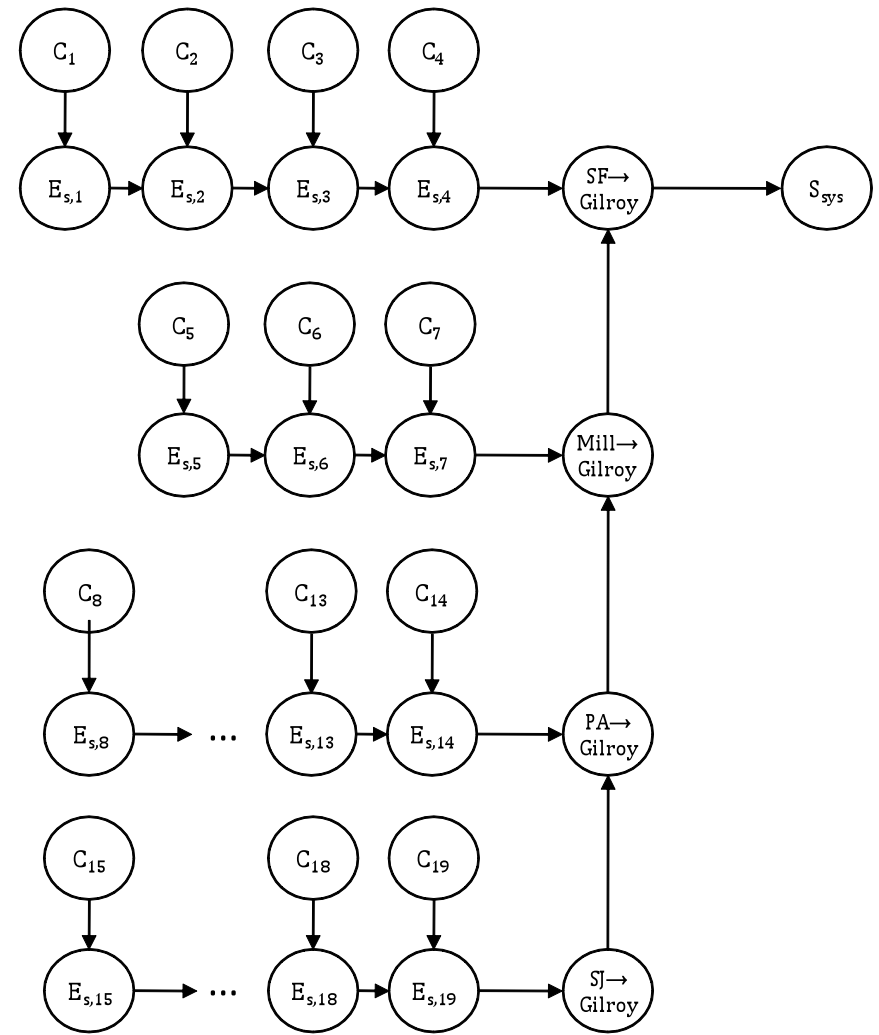 C₁ C₂ C₃ C₄
Eₛ,₁ Eₛ,₂ Eₛ,₃ Eₛ,₄ SF→ Sₛᵧₛ
Gilroy
C₅ C₆ C₇
Eₛ,₅ Eₛ,₆ Eₛ,₇ Mill→
Gilroy
C₈ C₁₃ C₁₄
Eₛ,₈ ... Eₛ,₁₃ Eₛ,₁₄ PA→
Gilroy
C₁₅ C₁₈ C₁₉
Eₛ,₁₅ ... Eₛ,₁₈ Eₛ,₁₉ SJ→
Gilroy